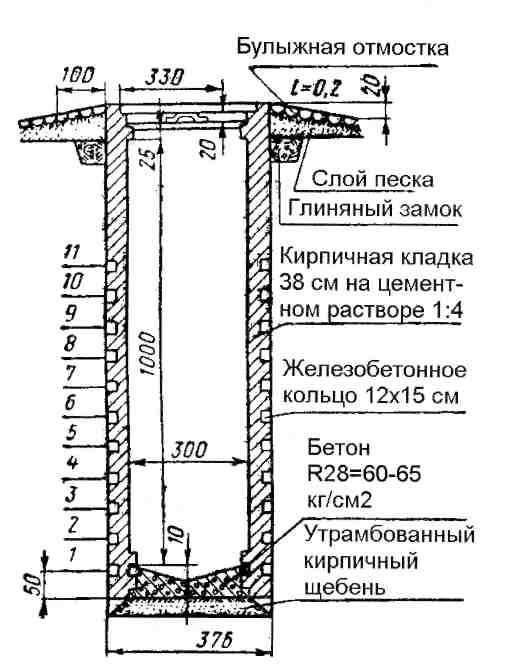 Булыжная отмостка
100
330
i=0,2
20
25
20
Слой песка
Глиняный замок
11
10
9
8
7
6
5
4
3
2
1
1000
Кирпичная кладка
38 см на цемент-
ном растворе 1:4
Железобетонное
кольцо 12х15 см
300
Бетон
R28=60-65
кг/см2
10
50
Утрамбованный
кирпичный
щебень
376